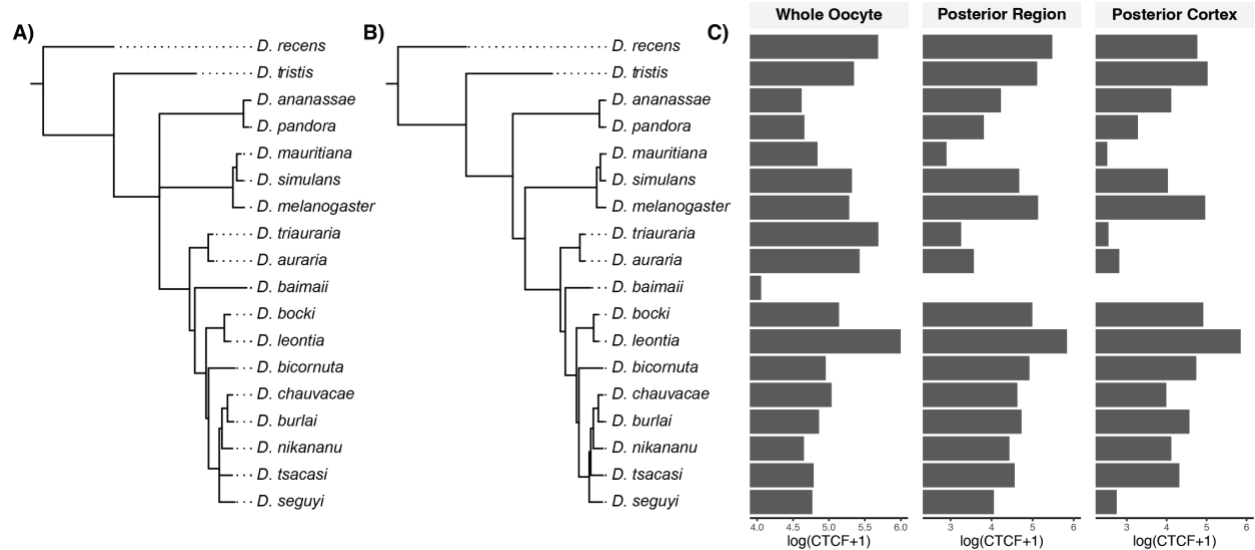 A)
D. recens
D. tristis
D. ananassae
D. pandora
D. mauritiana
D. simulans
D. melanogaster
D. triauraria
D. auraria
D. baimaii
D. bocki
D. leontia
D. bicornuta
D. chauvacae
D. burlai
D. nikananu
D. tsacasi
D. seguyi
B)
D. recens
D. tristis
D. ananassae
D. pandora
D. mauritiana
D. simulans
D. melanogaster
D. triauraria
D. auraria
D. baimaii
D. bocki
D. leontia
D. bicornuta
D. chauvacae
D. burlai
D. nikananu
D. tsacasi
D. seguyi
C)
Whole Oocyte
4.0 4.5 5.0 5.5 6.0
log(CTCF+1)
Posterior Region
3 4 5 6
log(CTCF+1)
Posterior Cortex
3 4 5 6
log(CTCF+1)